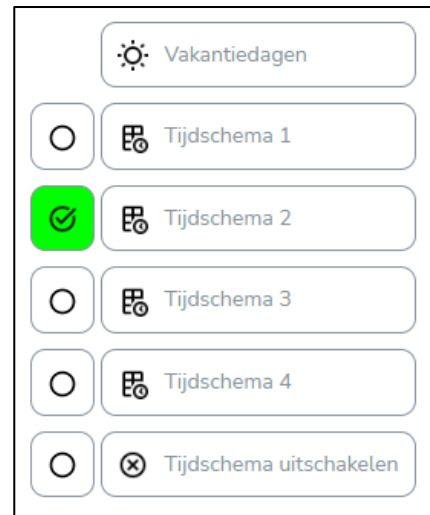 Vakantiedagen
Tijdschema 1
Tijdschema 2
Tijdschema 3
Tijdschema 4
Tijdschema uitschakelen